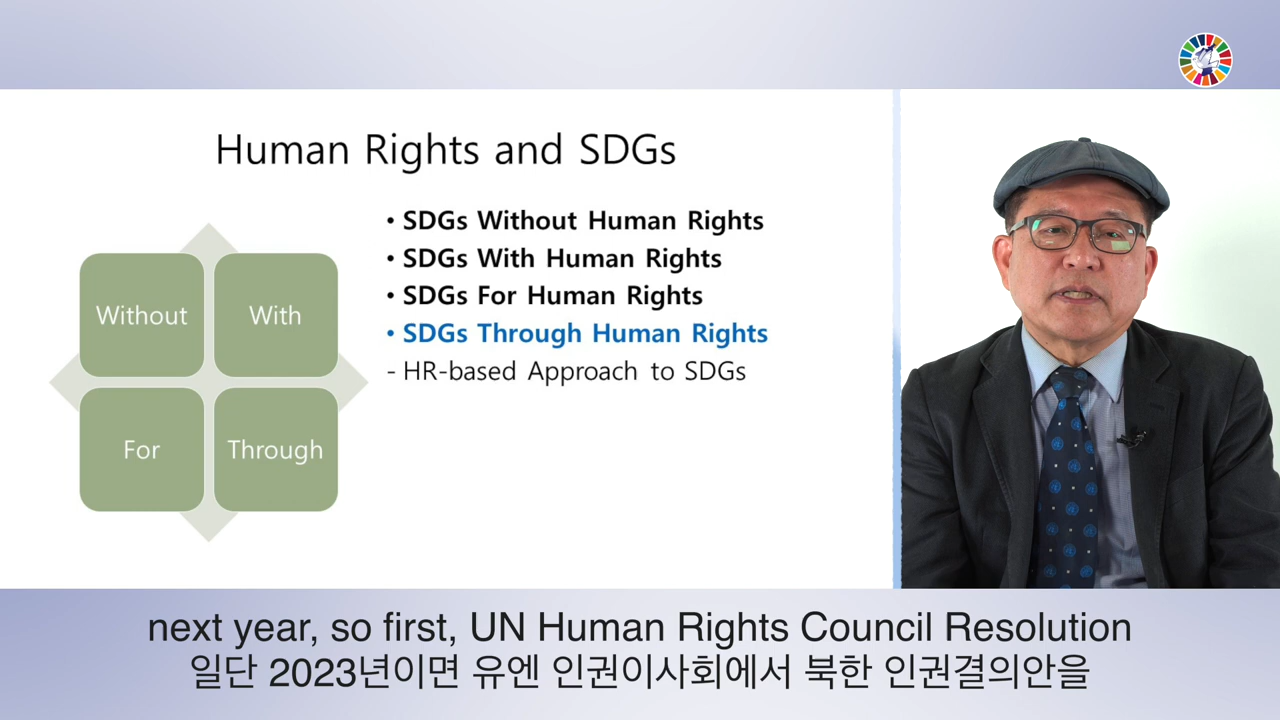 Human Rights and SDGs
• SDGs Without Human Rights
• SDGs With Human Rights
• SDGs For Human Rights
• SDGs Through Human Rights
- HR-based Approach to SDGs
Without
With
For
Through
next year, so first, UN Human Rights Council Resolution
일단 2023년이면 유엔 인권이사회에서 북한 인권결의안을